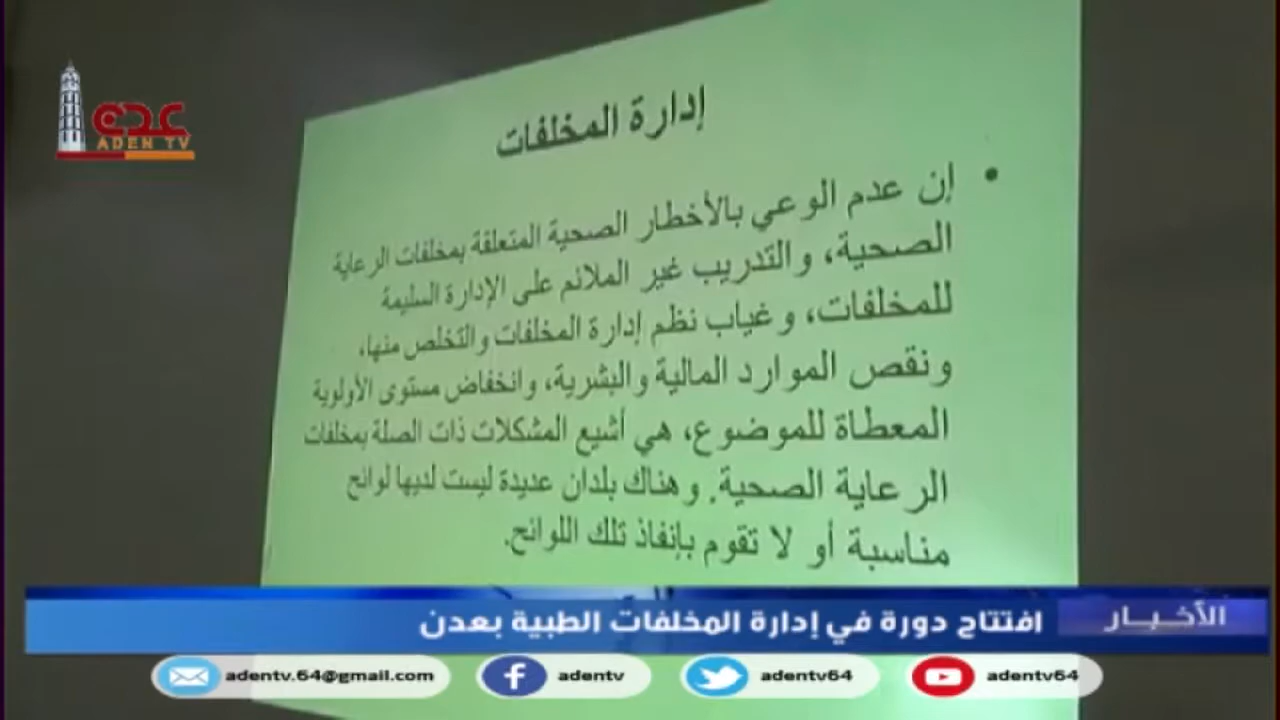 عدن
ADEN TV
إدارة المخلفات
• إن عدم الوعي بالأخطار الصحية المتعلقة بمخلفات الرعاية
الصحية، والتدريب غير الملائم على الإدارة السليمة
للمخلفات، وغياب نظم إدارة المخلفات والتخلص منها،
ونقص الموارد المالية والبشرية، وانخفاض مستوى الأولوية
المعطاة للموضوع، هي أشيع المشكلات ذات الصلة بمخلفات
الرعاية الصحية. وهناك بلدان عديدة ليست لديها لوائح
مناسبة أو لا تقوم بإنفاذ تلك اللوائح.
الأخبار افتتاح دورة في إدارة المخلفات الطبية بعدن
adentv.64@gmail.com adentv adentv64 adentv64